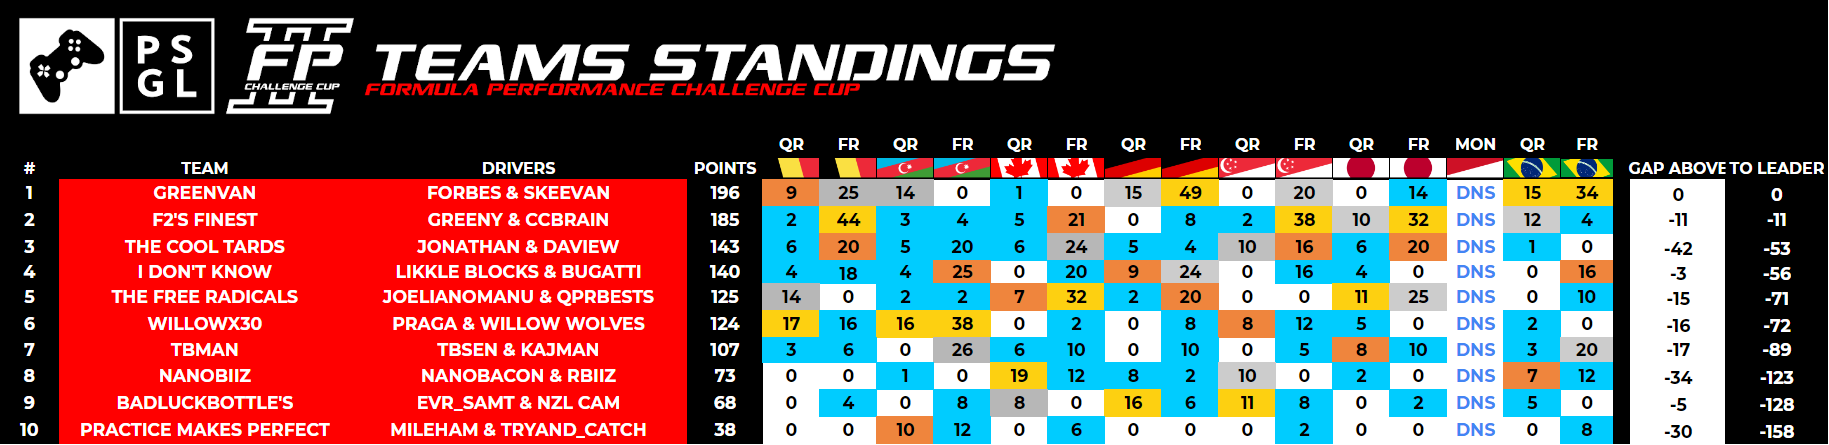 PS
GL
FP
CHALLENGE CUP
II
TEAMS STANDINGS
FORMULA PERFORMANCE CHALLENGE CUP
QR FR QR FR QR FR QR FR QR FR QR FR MON QR FR
# TEAM DRIVERS POINTS GAP ABOVE TO LEADER
1 GREENVAN FORBES & SKEEVAN 196 9 25 14 0 1 0 15 49 0 20 0 14 DNS 15 34 0 0
2 F2'S FINEST GREENY & CCBRAIN 185 2 44 3 4 5 21 0 8 2 38 10 32 DNS 12 4 -11 -11
3 THE COOL TARDS JONATHAN & DAVIEW 143 6 20 5 20 6 24 5 4 10 16 6 20 DNS 1 0 -42 -53
4 I DON'T KNOW LIKKLE BLOCKS & BUGATTI 140 4 18 4 25 0 20 9 24 0 16 4 0 DNS 0 16 -3 -56
5 THE FREE RADICALS JOELIANOMANU & QPRBESTS 125 14 0 2 2 7 32 2 20 0 0 11 25 DNS 0 10 -15 -71
6 WILLOWX30 PRAGA & WILLOW WOLVES 124 17 16 16 38 0 2 0 8 8 12 5 0 DNS 2 0 -16 -72
7 TBMAN TBSEN & KAJMAN 107 3 6 0 26 6 10 0 10 0 5 8 10 DNS 3 20 -17 -89
8 NANOBIIZ NANOBACON & RBIIZ 73 0 0 1 0 19 12 8 2 10 0 2 0 DNS 7 12 -34 -123
9 BADLUCKBOTTLE'S EVR_SAMT & NZL CAM 68 0 4 0 8 8 0 16 6 11 8 0 2 DNS 5 0 -5 -128
10 PRACTICE MAKES PERFECT MILEHAM & TRYAND_CATCH 38 0 0 10 12 0 6 0 0 0 2 0 0 DNS 0 8 -30 -158